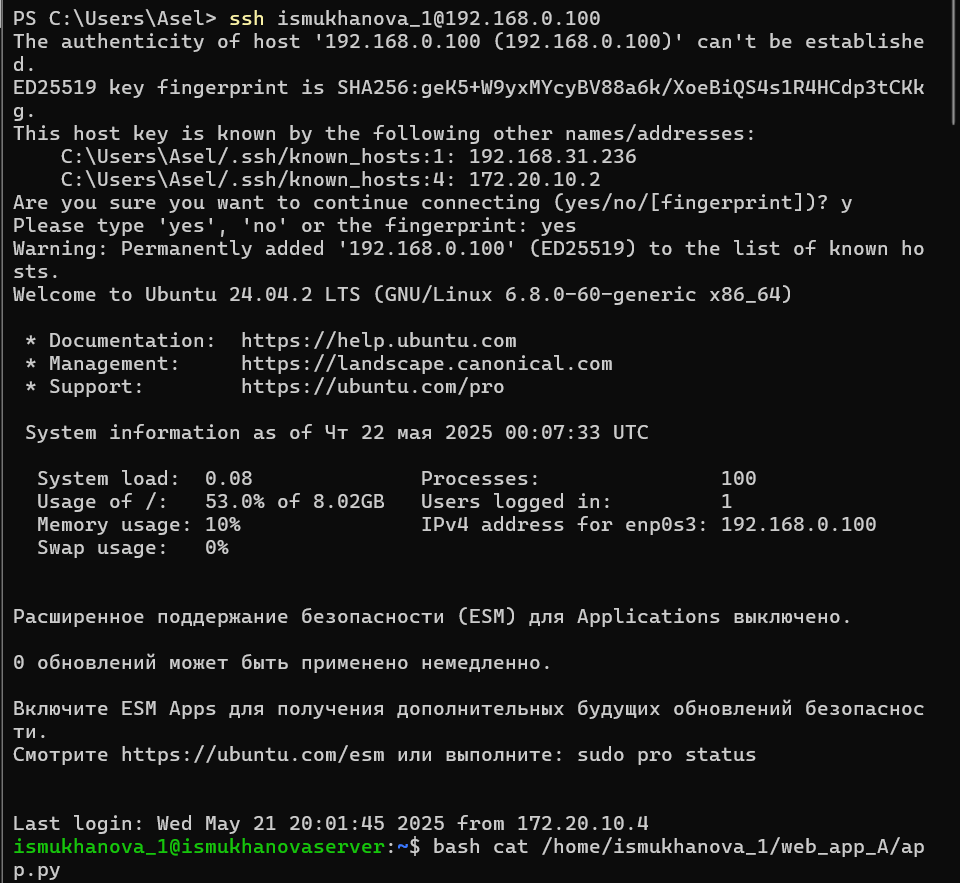 PS C:\Users\Asel> ssh ismukhanova_1@192.168.0.100
The authenticity of host '192.168.0.100 (192.168.0.100)' can't be establishe
d.
ED25519 key fingerprint is SHA256:geK5+W9yxMYcyBV88a6k/XoeBiQS4s1R4HCdp3tCKk
g.
This host key is known by the following other names/addresses:
    C:\Users\Asel/.ssh/known_hosts:1: 192.168.31.236
    C:\Users\Asel/.ssh/known_hosts:4: 172.20.10.2
Are you sure you want to continue connecting (yes/no/[fingerprint])? y
Please type 'yes', 'no' or the fingerprint: yes
Warning: Permanently added '192.168.0.100' (ED25519) to the list of known ho
sts.
Welcome to Ubuntu 24.04.2 LTS (GNU/Linux 6.8.0-60-generic x86_64)

 * Documentation:  https://help.ubuntu.com
 * Management:     https://landscape.canonical.com
 * Support:        https://ubuntu.com/pro

 System information as of Чт 22 мая 2025 00:07:33 UTC

  System load:  0.08              Processes:               100
  Usage of /:   53.0% of 8.02GB   Users logged in:         1
  Memory usage: 10%               IPv4 address for enp0s3: 192.168.0.100
  Swap usage:   0%

Расширенное поддержание безопасности (ESM) для Applications выключено.

0 обновлений может быть применено немедленно.

Включите ESM Apps для получения дополнительных будущих обновлений безопаснос
ти.
Смотрите https://ubuntu.com/esm или выполните: sudo pro status

Last login: Wed May 21 20:01:45 2025 from 172.20.10.4
ismukhanova_1@ismukhanovaserver:~$ bash cat /home/ismukhanova_1/web_app_A/ap
p.py